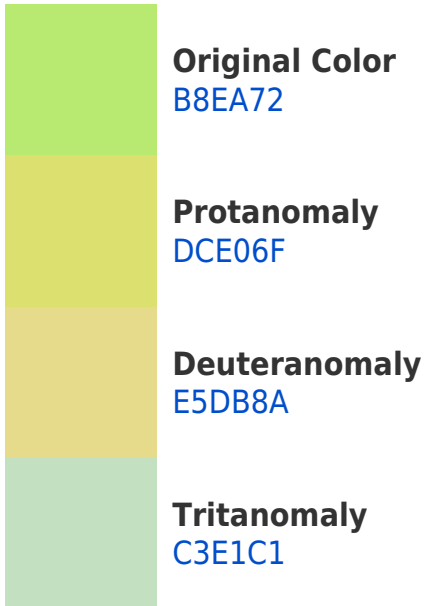 Original Color
B8EA72
Protanomaly
DCE06F
Deuteranomaly
E5DB8A
Tritanomaly
C3E1C1